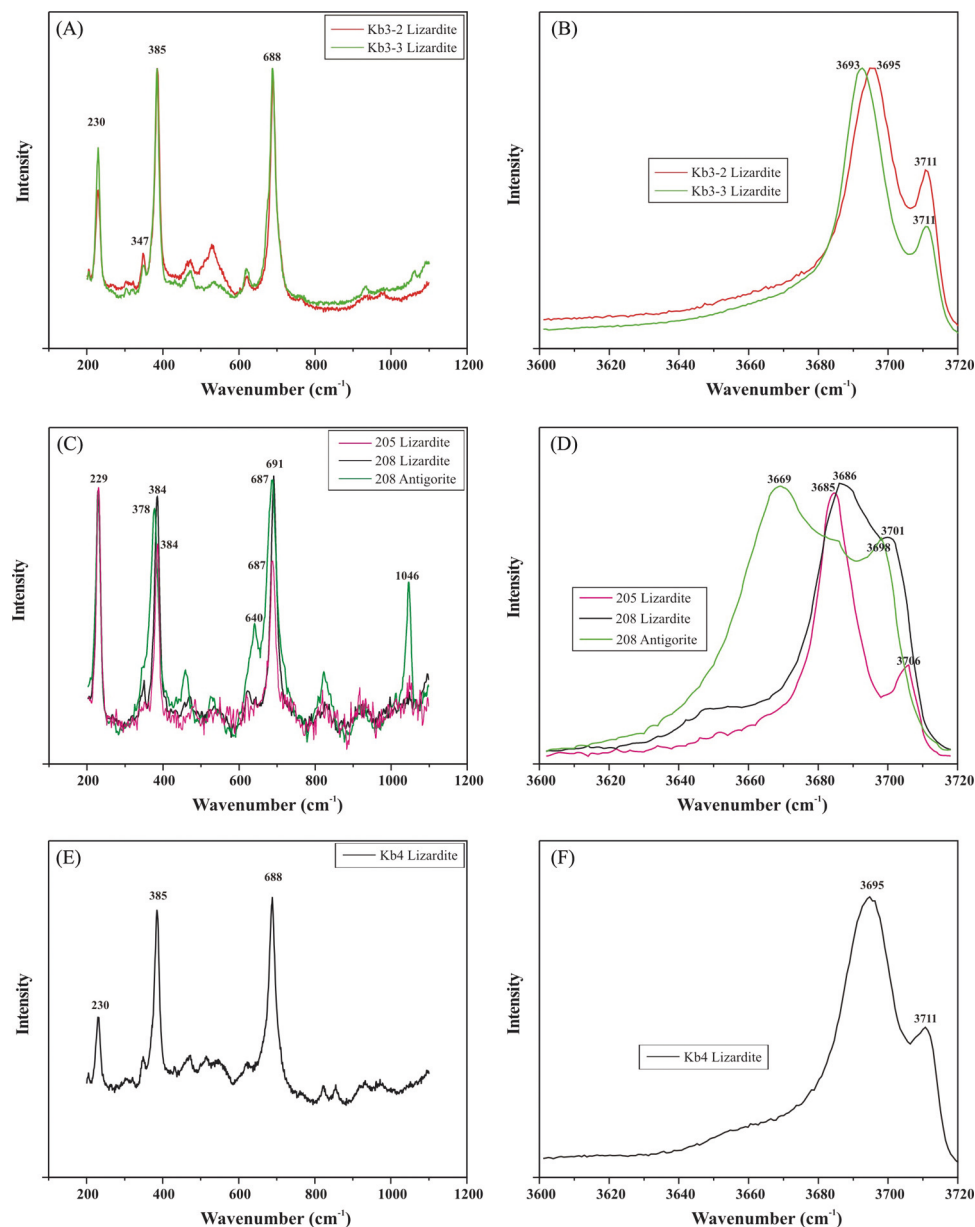 (A)
Kb3-2 Lizardite
Kb3-3 Lizardite
385
688
230
347
Intensity
200 400 600 800 1000 1200
Wavenumber (cm-1)
(B)
3693 3695
Kb3-2 Lizardite
Kb3-3 Lizardite
3711
3711
Intensity
3600 3620 3640 3660 3680 3700 3720
Wavenumber (cm-1)
(C)
205 Lizardite
208 Lizardite
208 Antigorite
229
384
378
384
687
691
687
640
1046
Intensity
200 400 600 800 1000 1200
Wavenumber (cm-1)
(D)
3669
3685
3686
3698
3701
3706
205 Lizardite
208 Lizardite
208 Antigorite
Intensity
3600 3620 3640 3660 3680 3700 3720
Wavenumber (cm-1)
(E)
Kb4 Lizardite
385
688
230
Intensity
200 400 600 800 1000 1200
Wavenumber (cm-1)
(F)
3695
3711
Kb4 Lizardite
Intensity
3600 3620 3640 3660 3680 3700 3720
Wavenumber (cm-1)